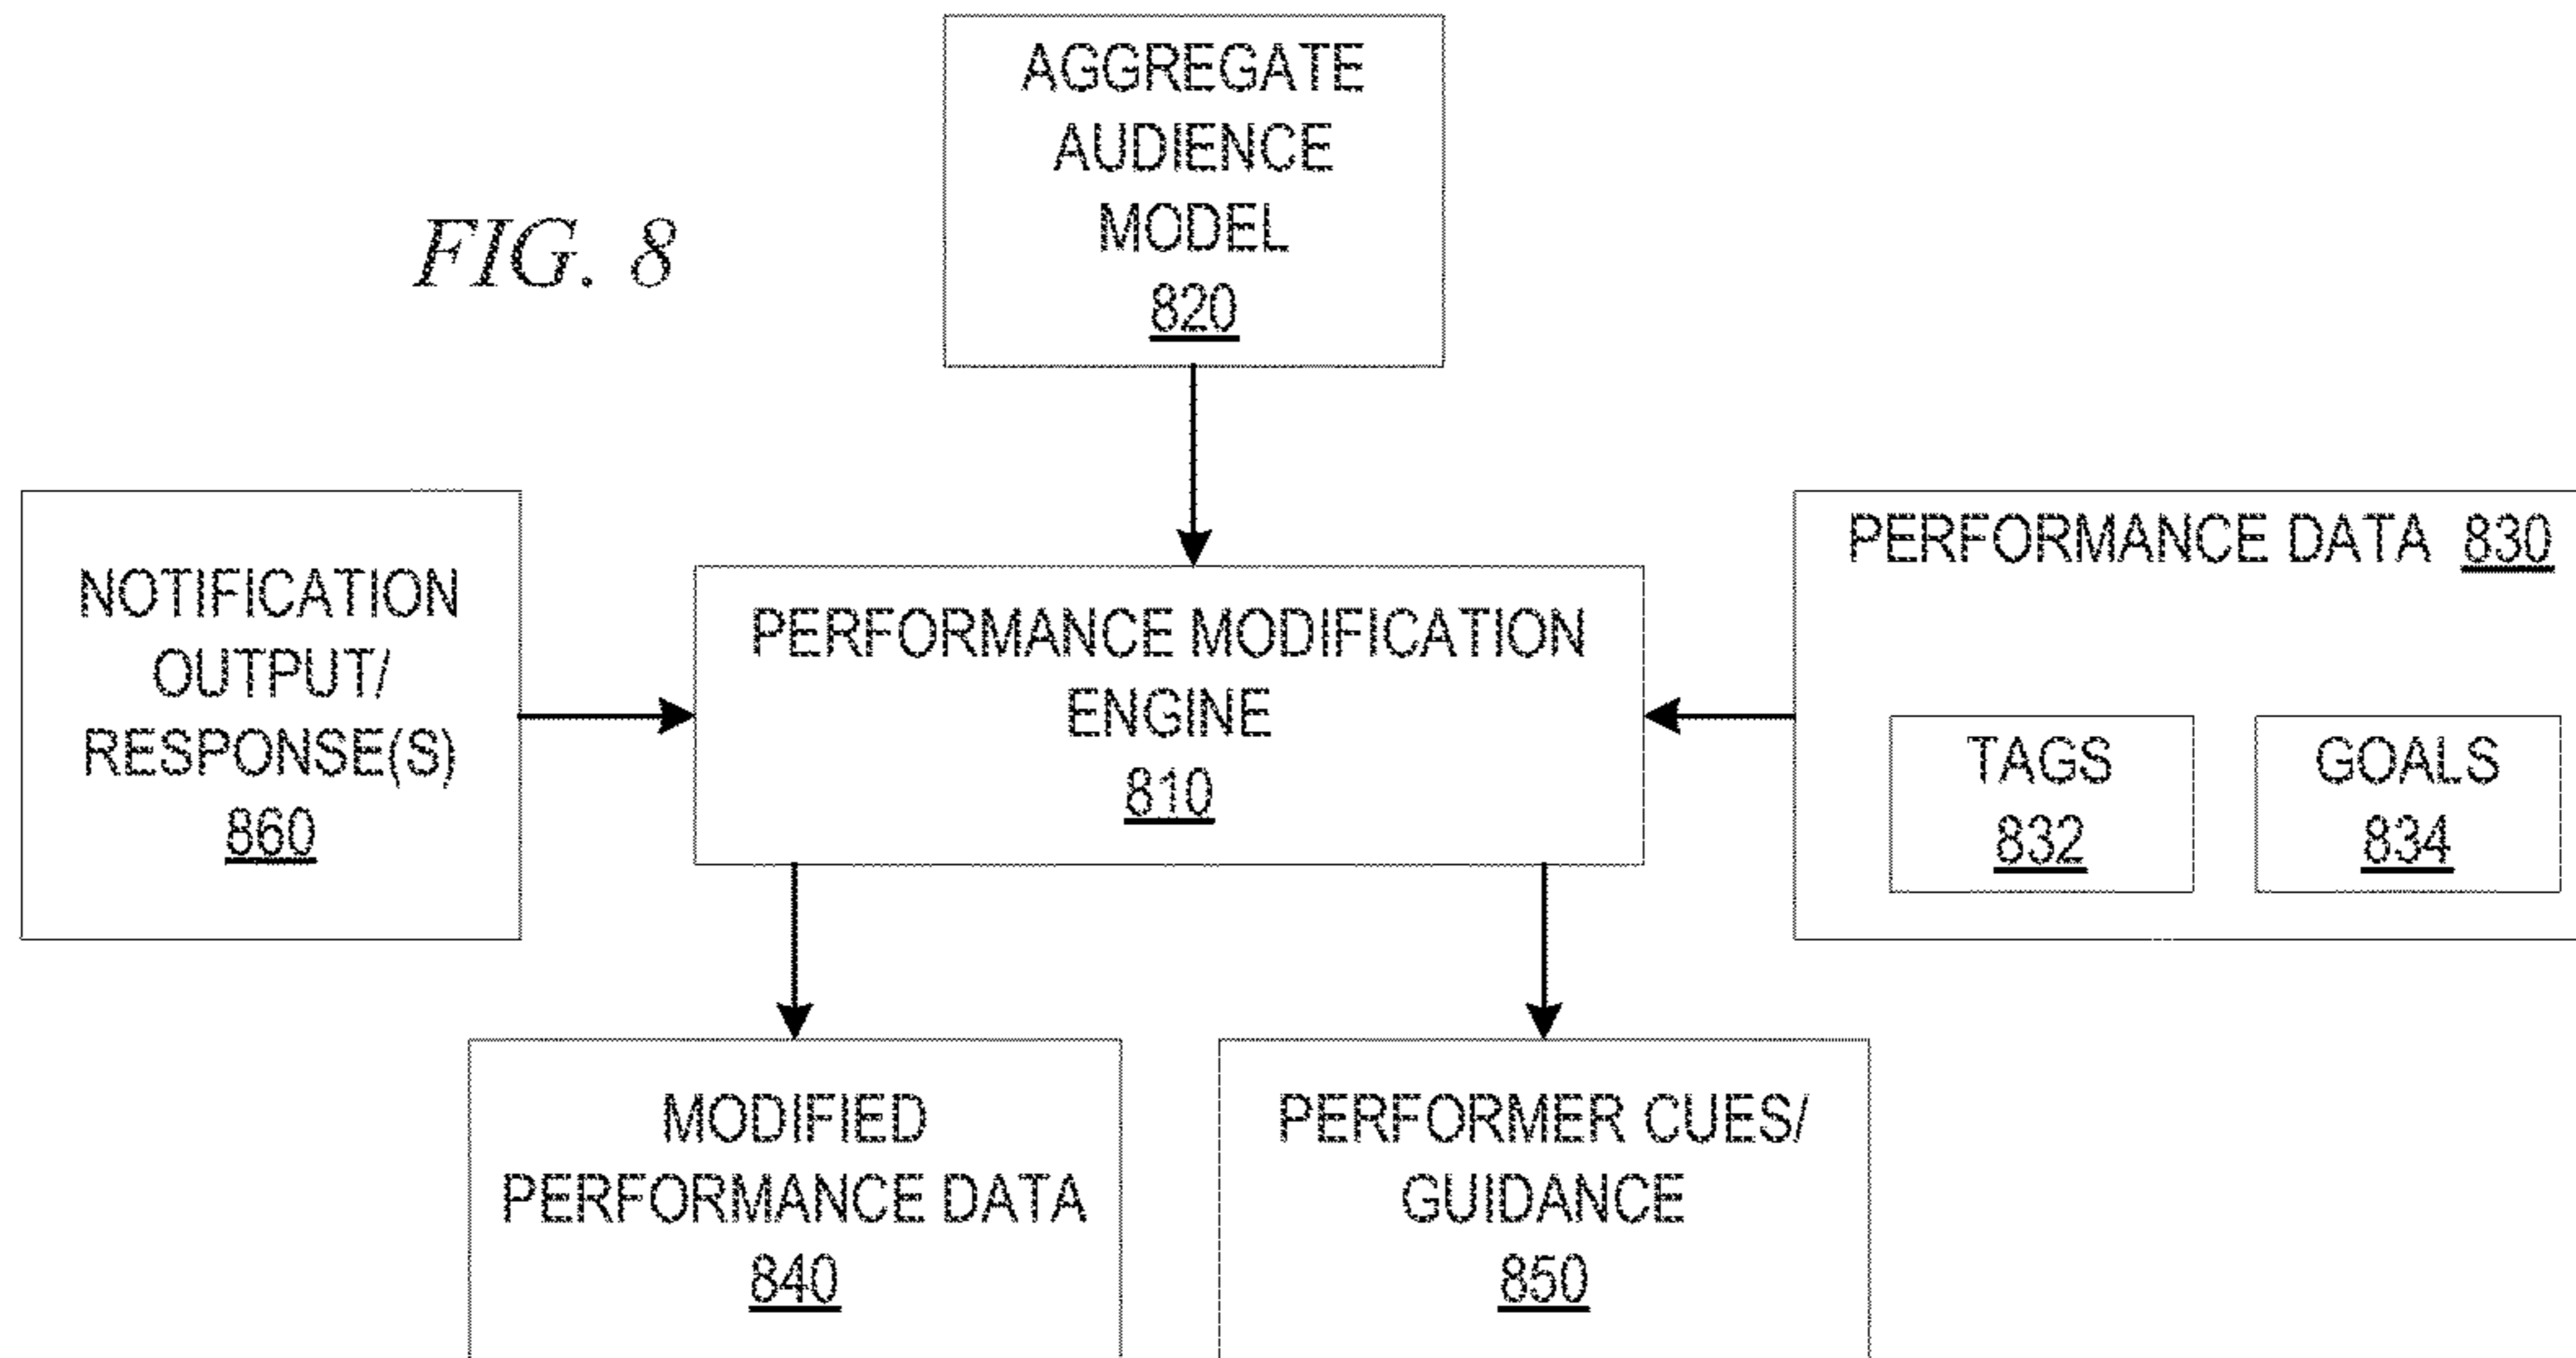 AGGREGATE
AUDIENCE
MODEL
820
FIG. 8
NOTIFICATION
OUTPUT/
RESPONSE(S)
860
PERFORMANCE MODIFICATION
ENGINE
810
PERFORMANCE DATA 830
TAGS
832
GOALS
834
MODIFIED
PERFORMANCE DATA
840
PERFORMER CUES/
GUIDANCE
850